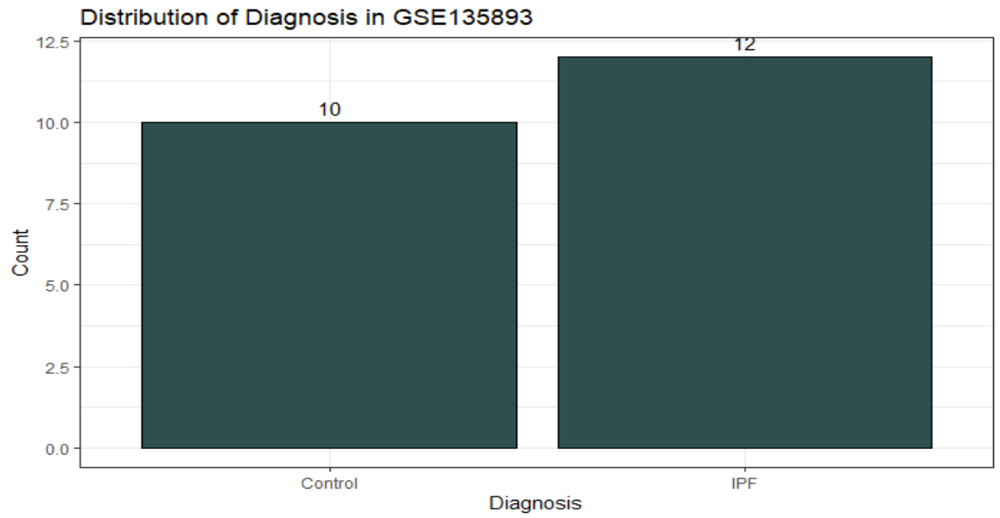 Distribution of Diagnosis in GSE135893
12.5
12
10
10.0
7.5
Count
5.0
2.5
0.0
Control IPF
Diagnosis